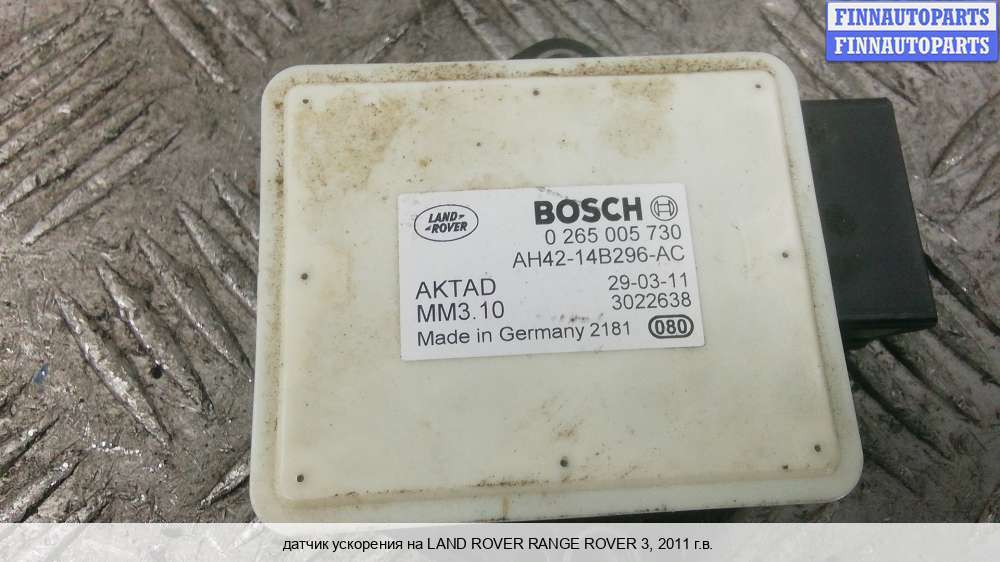 FINNAUTOPARTS
FINNAUTOPARTS
LAND ROVER
BOSCH
0 265 005 730
AH42-14B296-AC
AKTAD 29-03-11
MM3.10 3022638
Made in Germany 2181 080
датчик ускорения на LAND ROVER RANGE ROVER 3, 2011 г.в.